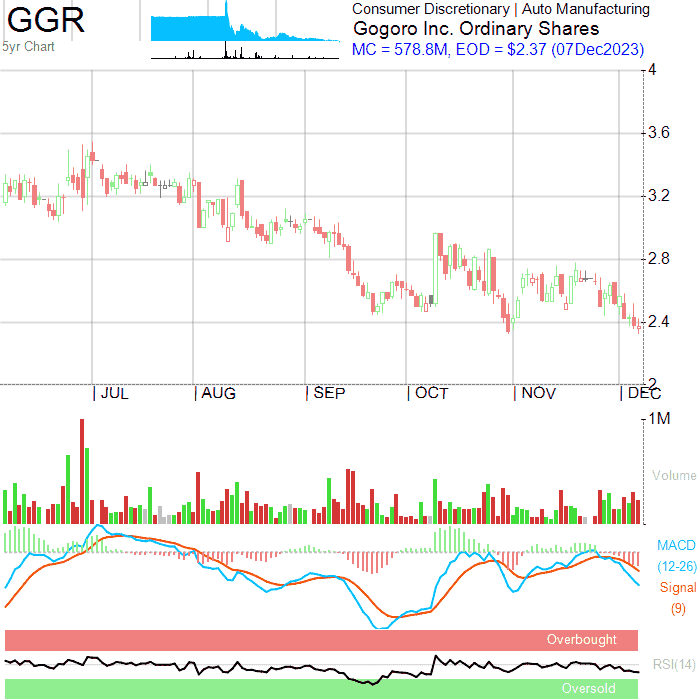 GGR
5yr Chart
Consumer Discretionary | Auto Manufacturing
Gogoro Inc. Ordinary Shares
MC = 578.8M, EOD = $2.37 (07Dec2023)
4
3.6
3.2
2.8
2.4
2
JUL
AUG
SEP
OCT
NOV
DEC
1M
Volume
MACD
(12-26)
Signal
(9)
Overbought
RSI(14)
Oversold